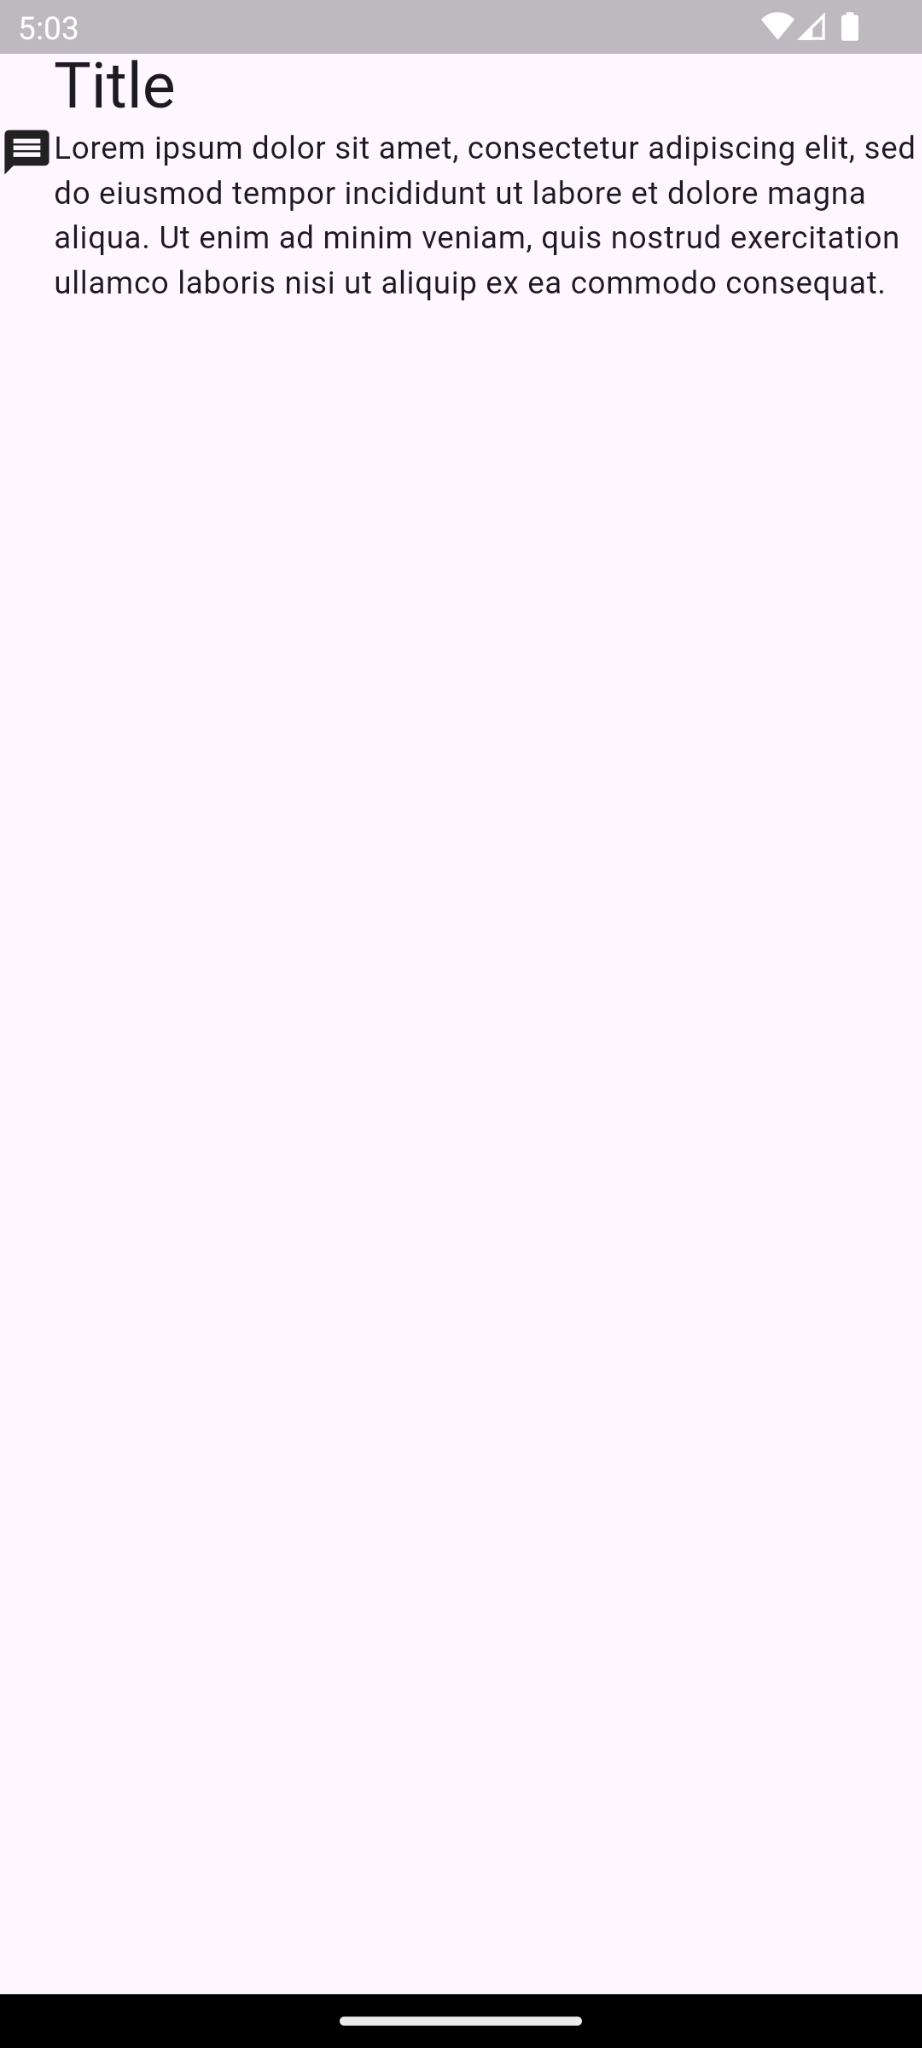 5:03
Title
Lorem ipsum dolor sit amet, consectetur adipiscing elit, sed
do eiusmod tempor incididunt ut labore et dolore magna
aliqua. Ut enim ad minim veniam, quis nostrud exercitation
ullamco laboris nisi ut aliquip ex ea commodo consequat.